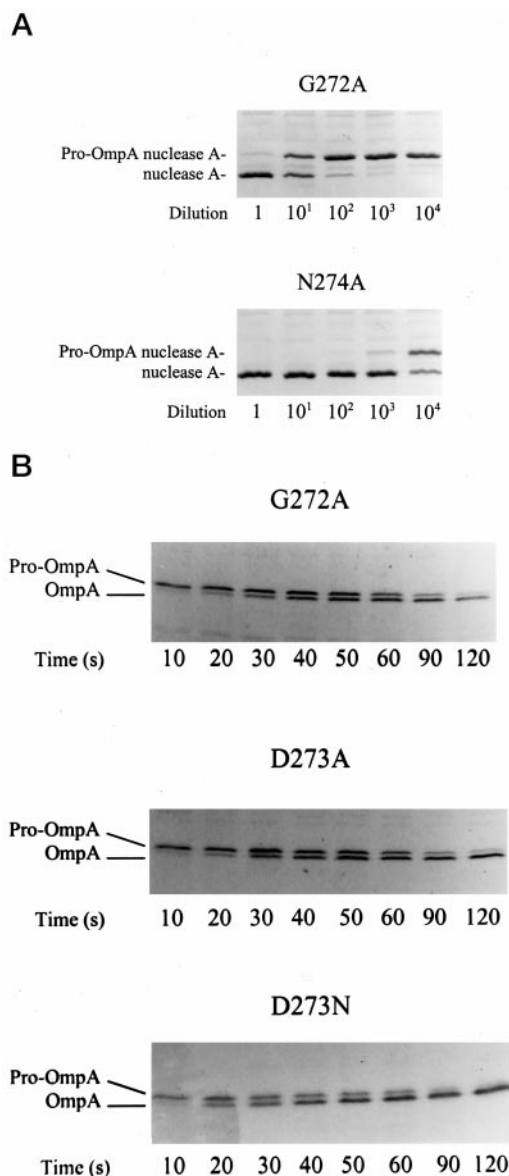 A
G272A
Pro-OmpA nuclease A-
nuclease A-
Dilution 1 10¹ 10² 10³ 10⁴
N274A
Pro-OmpA nuclease A-
nuclease A-
Dilution 1 10¹ 10² 10³ 10⁴
B
G272A
Pro-OmpA
OmpA
Time (s) 10 20 30 40 50 60 90 120
D273A
Pro-OmpA
OmpA
Time (s) 10 20 30 40 50 60 90 120
D273N
Pro-OmpA
OmpA
Time (s) 10 20 30 40 50 60 90 120